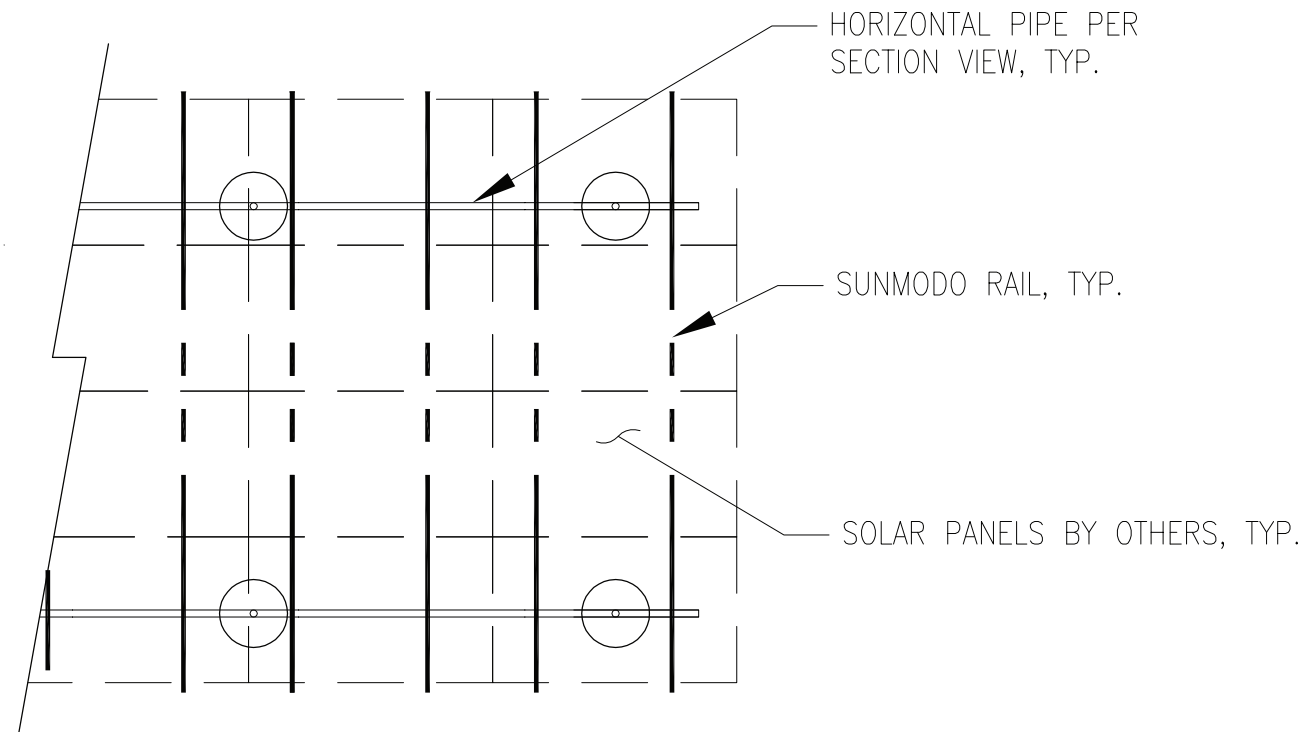 HORIZONTAL PIPE PER
SECTION VIEW, TYP.
SUNMODO RAIL, TYP.
SOLAR PANELS BY OTHERS, TYP.